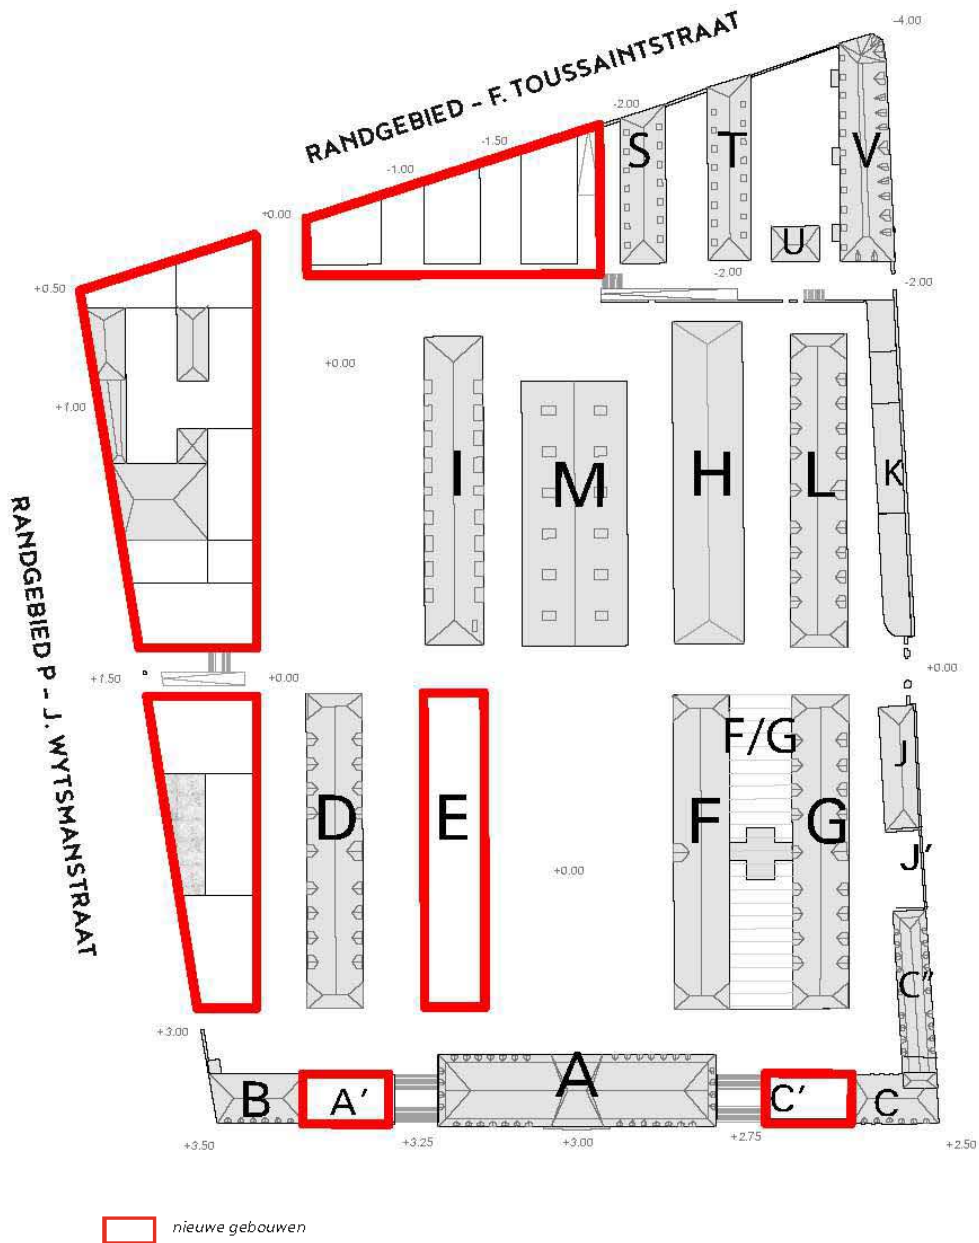 -4.00
RANDGEBIED - F. TOUSSAINTSTRAAT
-2.00
-1.50
-1.00
S
T
V
+0.00
U
-2.00
-2.00
+0.50
+0.00
+1.00
I
M
H
L
K
RANDGEBIED P - J. WYTSMANSTRAAT
+1.50
+0.00
+0.00
F/G
J
D
E
F
G
J'
+0.00
C"
+3.00
B
A'
A
C'
C
+3.50
+3.25
+3.00
+2.75
+2.50
nieuwe gebouwen